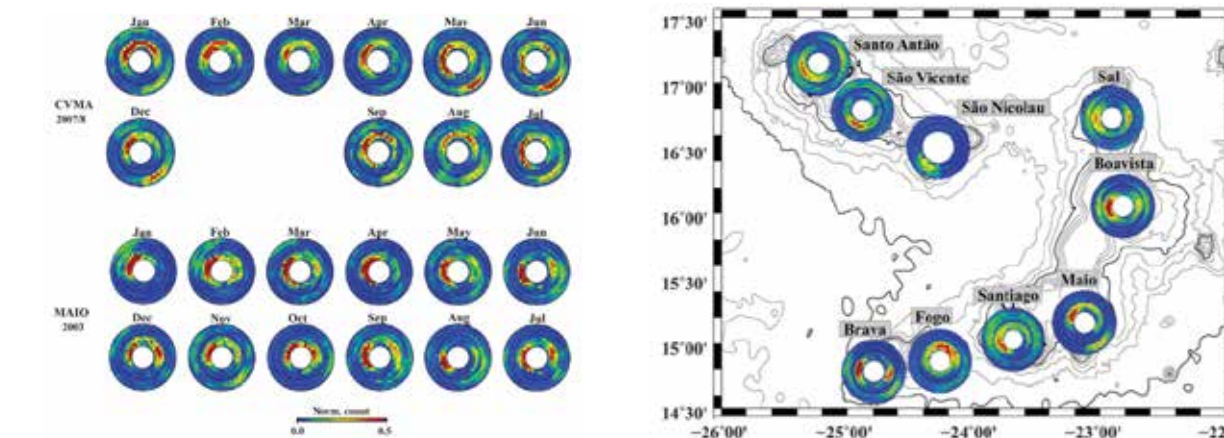 Jan Feb Mar Apr May Jun
CVMA
2007/8
Dec Sep Aug Jul
Jan Feb Mar Apr May Jun
MAIO
2003
Dec Nov Oct Sep Aug Jul
Norm. count
0.0 0.5
17°30'
17°00'
16°30'
16°00'
15°30'
15°00'
14°30'
-26°00' -25°00' -24°00' -23°00' -22
Santo Antão
São Vicente
São Nicolau
Sal
Boavista
Maio
Santiago
Fogo
Brava